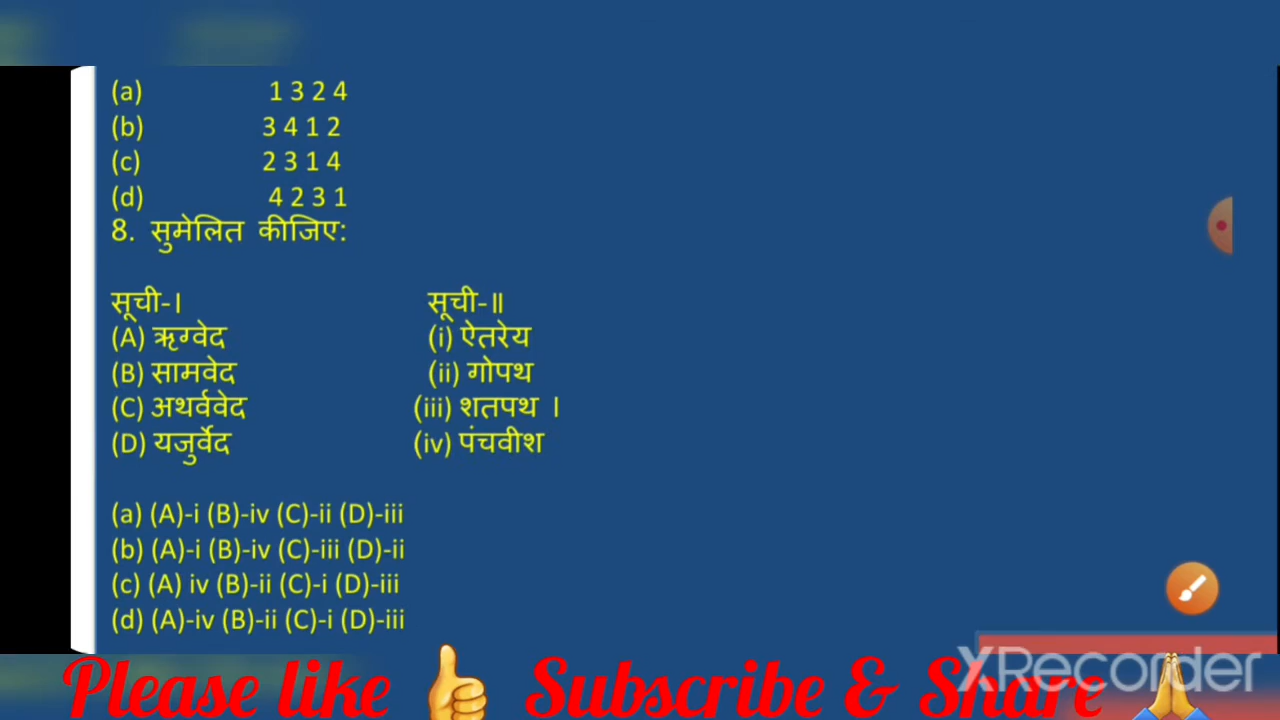 (a) 1 3 2 4
(b) 3 4 1 2
(c) 2 3 1 4
(d) 4 2 3 1
8. सुमेलित कीजिए:
सूची-। सूची-॥
(A) ऋग्वेद (i) ऐतरेय
(B) सामवेद (ii) गोपथ
(C) अथर्ववेद (iii) शतपथ ।
(D) यजुर्वेद (iv) पंचवीश
(a) (A)-i (B)-iv (C)-ii (D)-iii
(b) (A)-i (B)-iv (C)-iii (D)-ii
(c) (A) iv (B)-ii (C)-i (D)-iii
(d) (A)-iv (B)-ii (C)-i (D)-iii
Please like 👍 Subscribe & Share 🙏
XRecorder